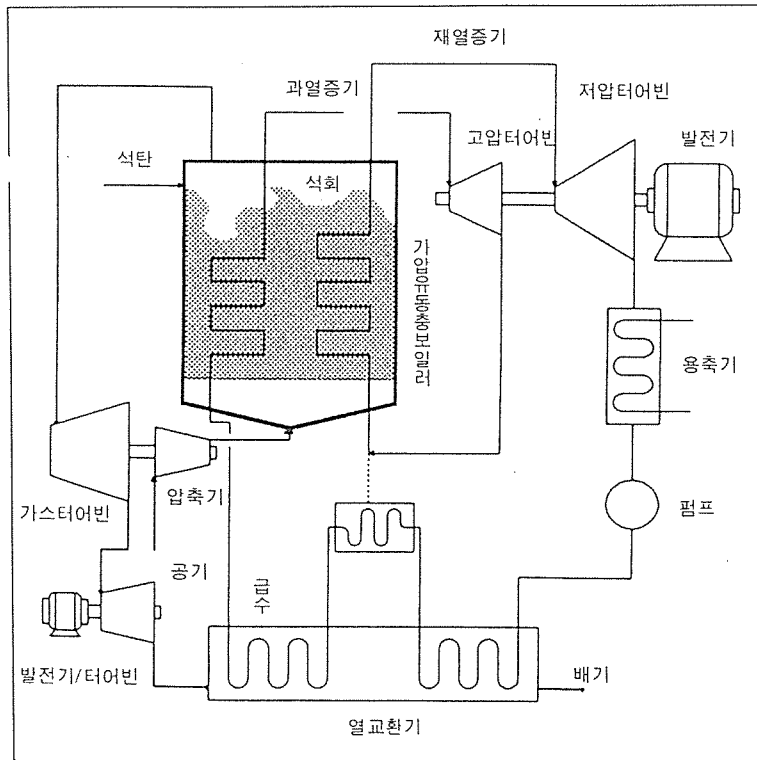 재열증기
과열증기
저압터어빈
고압터어빈
발전기
석탄
석회
가압유동층보일러
용축기
압축기
가스터어빈
펌프
공기
급수
발전기/터어빈
배기
열교환기